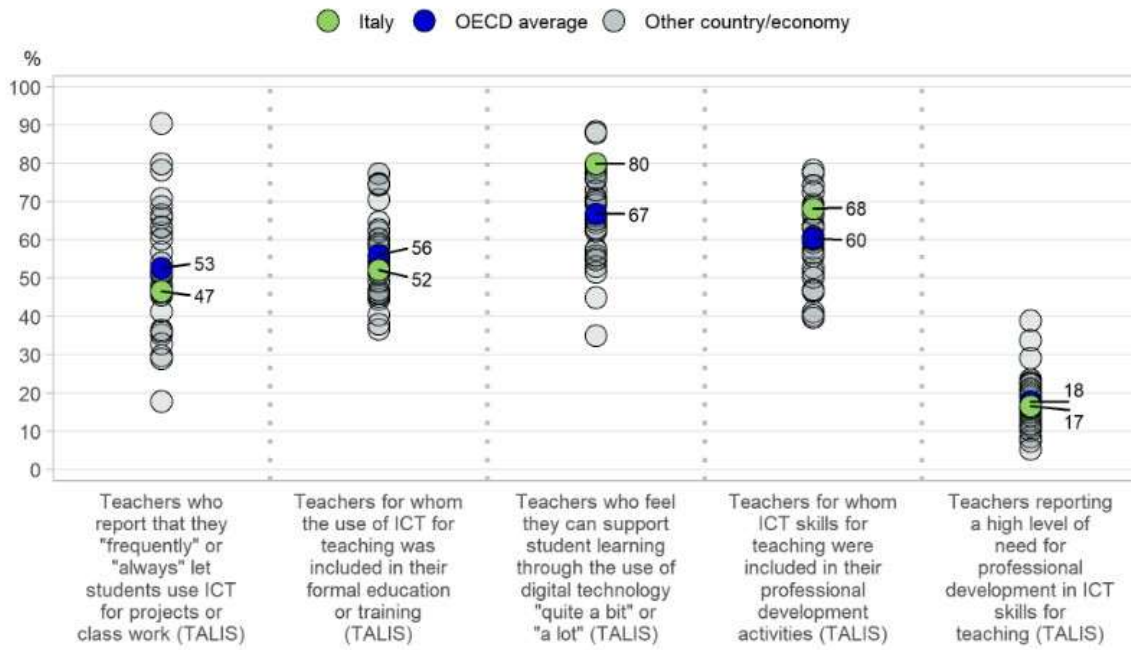 Italy OECD average Other country/economy
%
100
90
80
70
60
50
40
30
20
10
0
53
47
56
52
80
67
68
60
18
17
Teachers who
report that they
"frequently" or
"always" let
students use ICT
for projects or
class work (TALIS)
Teachers for whom
the use of ICT for
teaching was
included in their
formal education
or training
(TALIS)
Teachers who feel
they can support
student learning
through the use of
digital technology
"quite a bit" or
"a lot" (TALIS)
Teachers for whom
ICT skills for
teaching were
included in their
professional
development
activities (TALIS)
Teachers reporting
a high level of
need for
professional
development in ICT
skills for
teaching (TALIS)